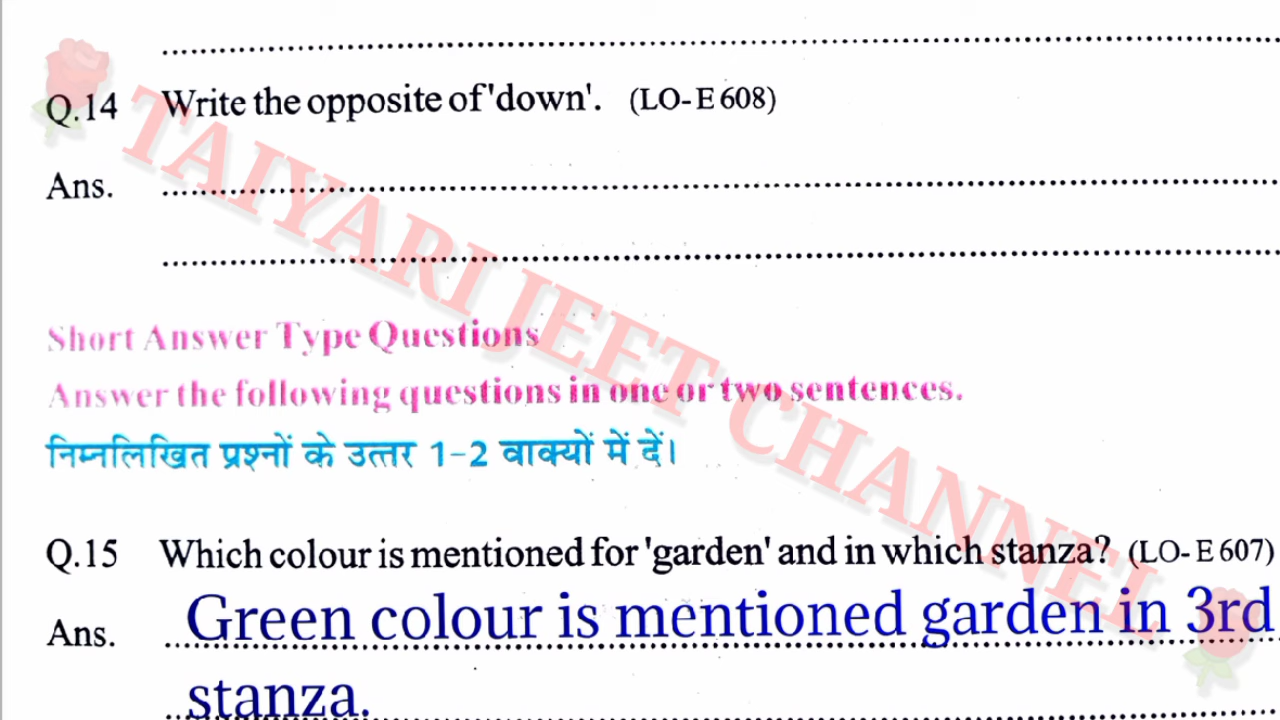 Q.14 Write the opposite of 'down'. (LO-E 608)
Ans.
Short Answer Type Questions
Answer the following questions in one or two sentences.
निम्नलिखित प्रश्नों के उत्तर 1-2 वाक्यों में दें।
Q.15 Which colour is mentioned for 'garden' and in which stanza? (LO-E 607)
Ans. Green colour is mentioned garden in 3rd
stanza.
TAIYARI JEET CHANNEL